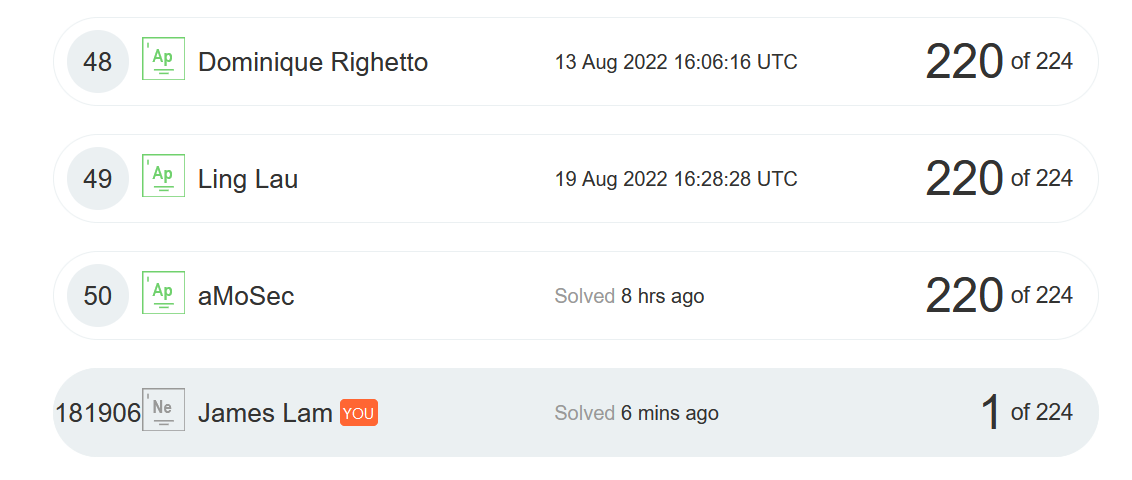 48 Ap Dominique Righetto 13 Aug 2022 16:06:16 UTC 220 of 224
49 Ap Ling Lau 19 Aug 2022 16:28:28 UTC 220 of 224
50 Ap aMoSec Solved 8 hrs ago 220 of 224
181906 Ne James Lam YOU Solved 6 mins ago 1 of 224